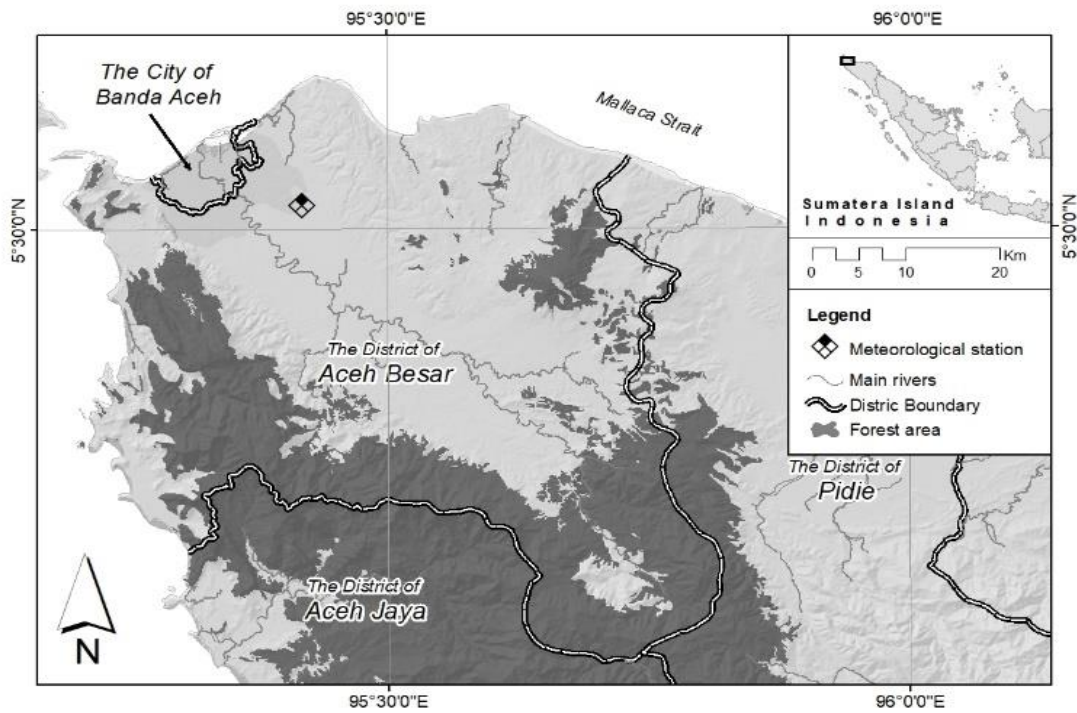 95°30'0"E
96°0'0"E
The City of
Banda Aceh
Mallaca Strait
Sumatera Island
Indonesia
5°30'0"N
5°30'0"N
Km
0 5 10 20
Legend
Meteorological station
Main rivers
Distric Boundary
Forest area
The District of
Aceh Besar
The District of
Pidie
The District of
Aceh Jaya
N
95°30'0"E
96°0'0"E